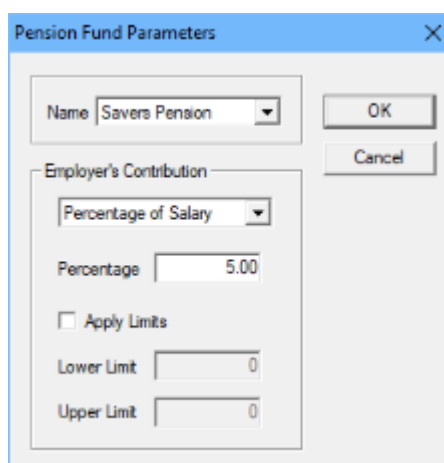 Pension Fund Parameters
Name Savers Pension
OK
Cancel
Employer's Contribution
Percentage of Salary
Percentage 5.00
Apply Limits
Lower Limit 0
Upper Limit 0